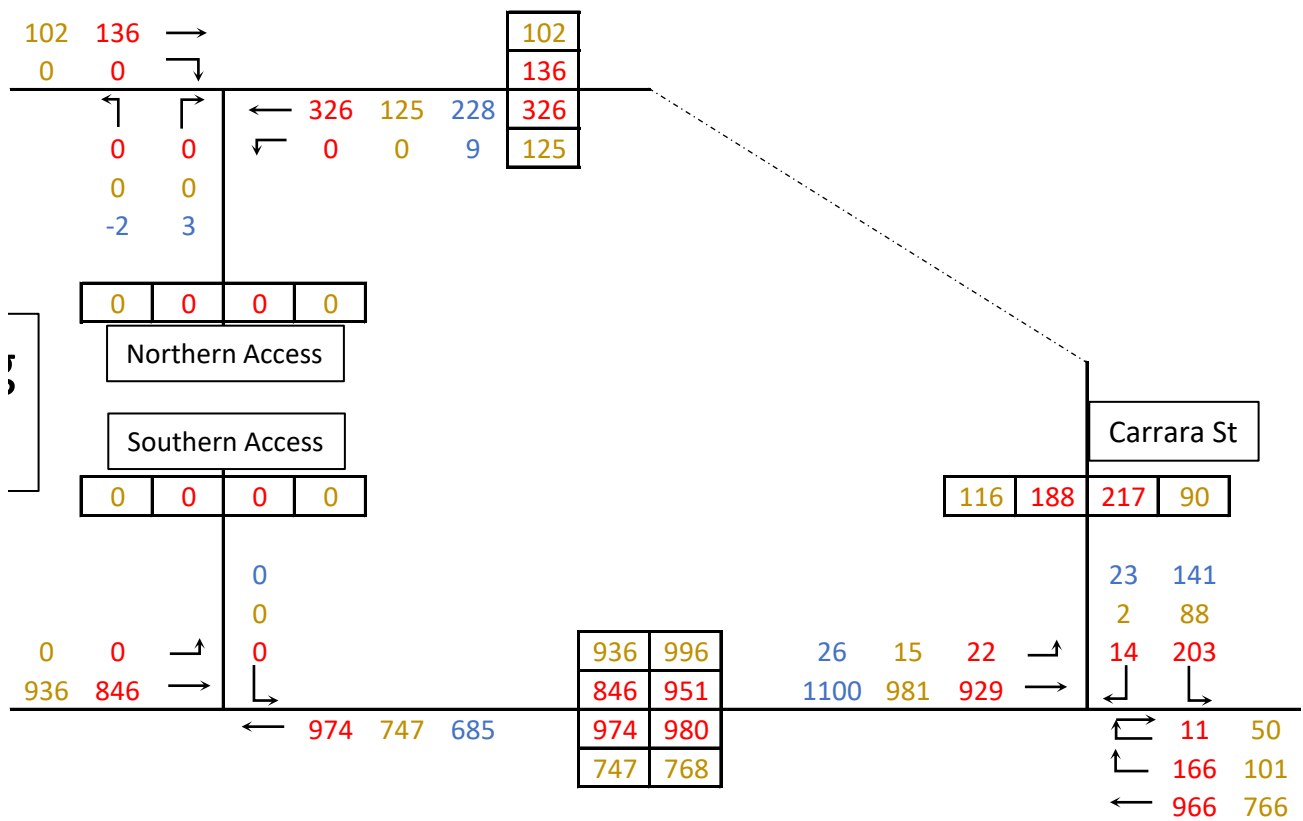 102 136 102
0 0 136
326 125 228 326
0 0 0 0 9 125
0 0
-2 3
0 0 0 0
Northern Access
Southern Access
Carrara St
0 0 0 0
116 188 217 90
0 23 141
0 2 88
0 0 0 936 996 26 15 22 14 203
936 846 846 951 1100 981 929
974 747 685 974 980 11 50
747 768 166 101
966 766